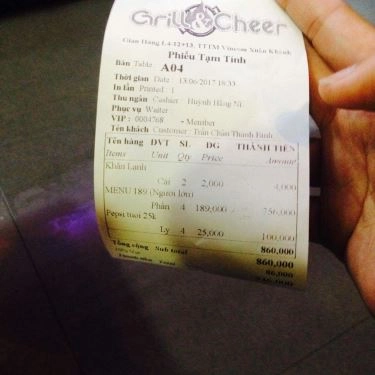 Grill & Cheer
Gian Hàng L4-12+13, TTTM Vincom Xuân Khánh
Phiếu Tạm Tính
Bàn Table : A04
Thời gian Date : 13/06/2017 18:33
In lần Printed : 1
Thu ngân Cashier : Huỳnh Hồng Ni
Phục vụ Waiter
VIP : 0004768 - Member
Tên khách Customer : Trần Châu Thanh Bình
Tên hàng ĐVT SL ĐG THÀNH TIỀN
Items Unit Qty Price Amount
Khăn Lạnh
Cái 2 2,000 4,000
MENU 189 (Người lớn)
Phần 4 189,000 756,000
Pepsi tươi 25k
Ly 4 25,000 100,000
Tổng cộng Sub total 860,000
860,000
86,000